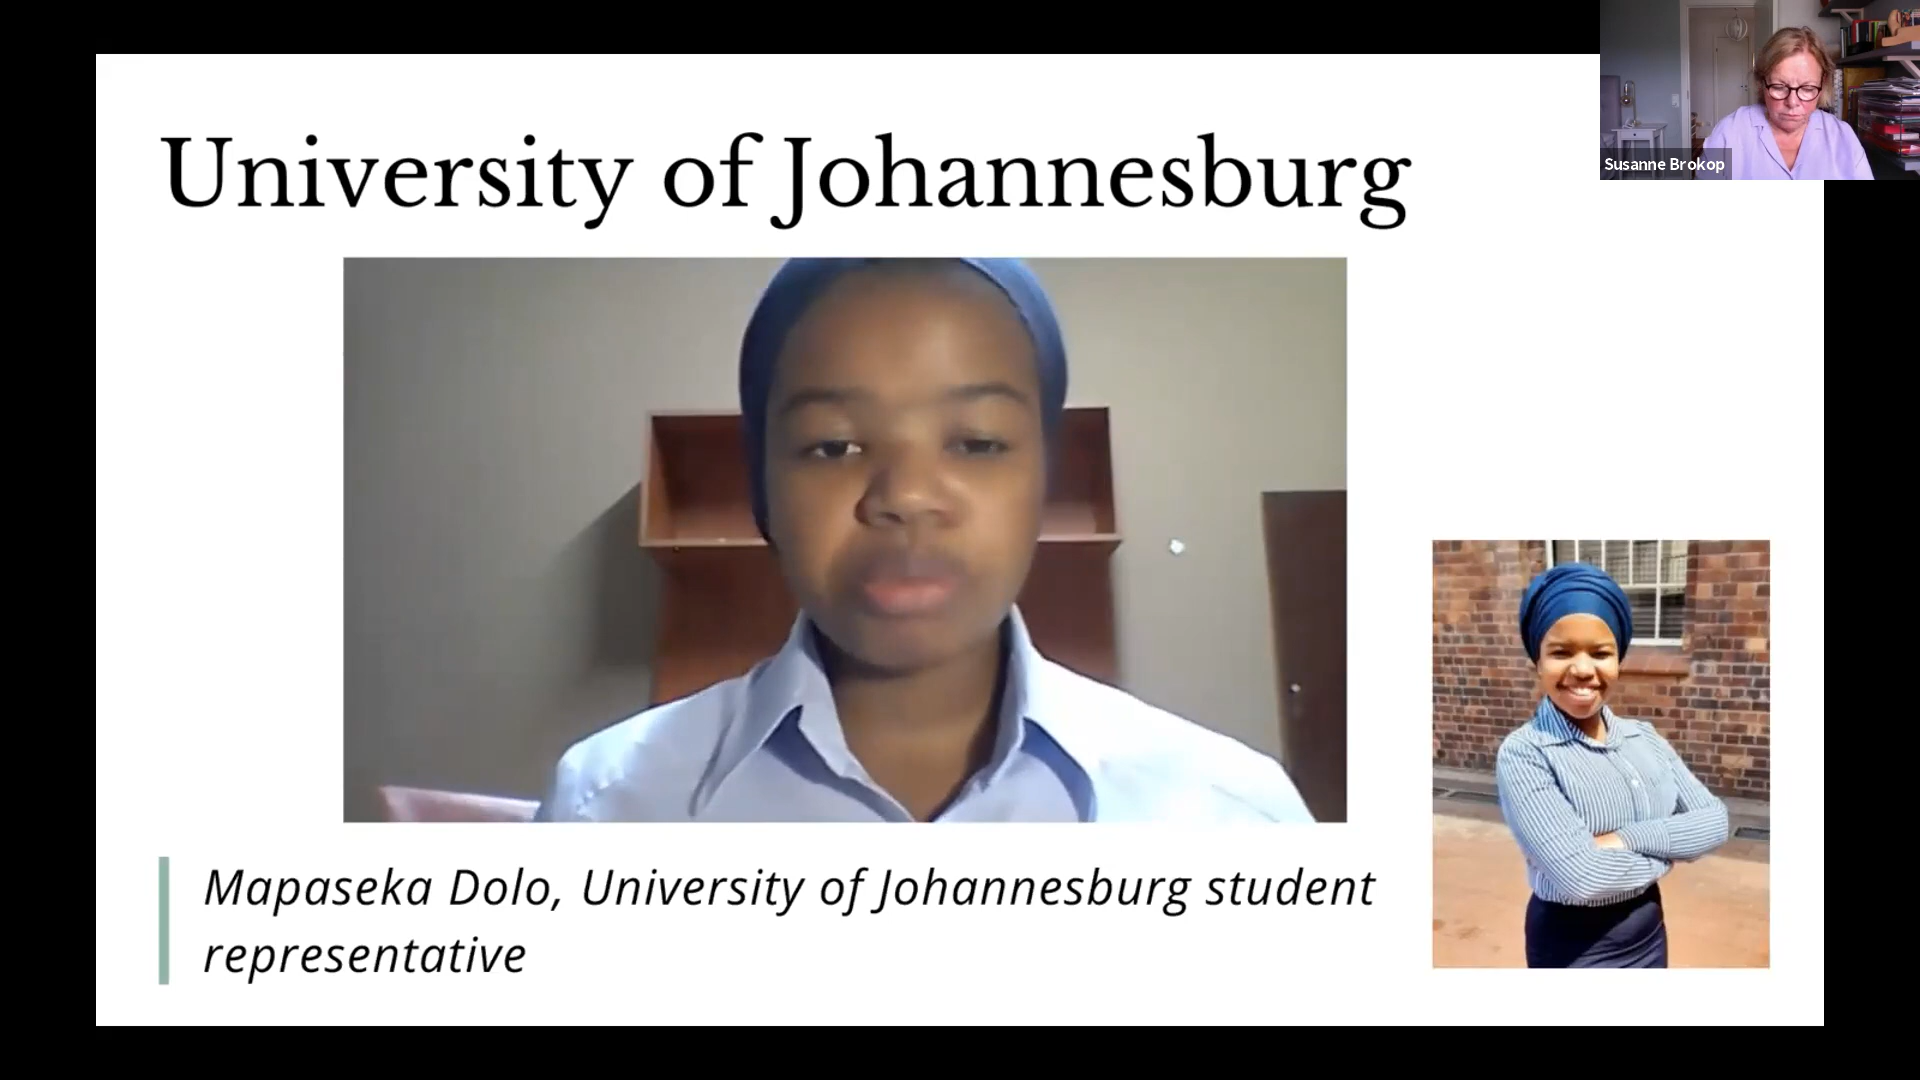 University of Johannesburg
Susanne Brokop
Mapaseka Dolo, University of Johannesburg student
representative